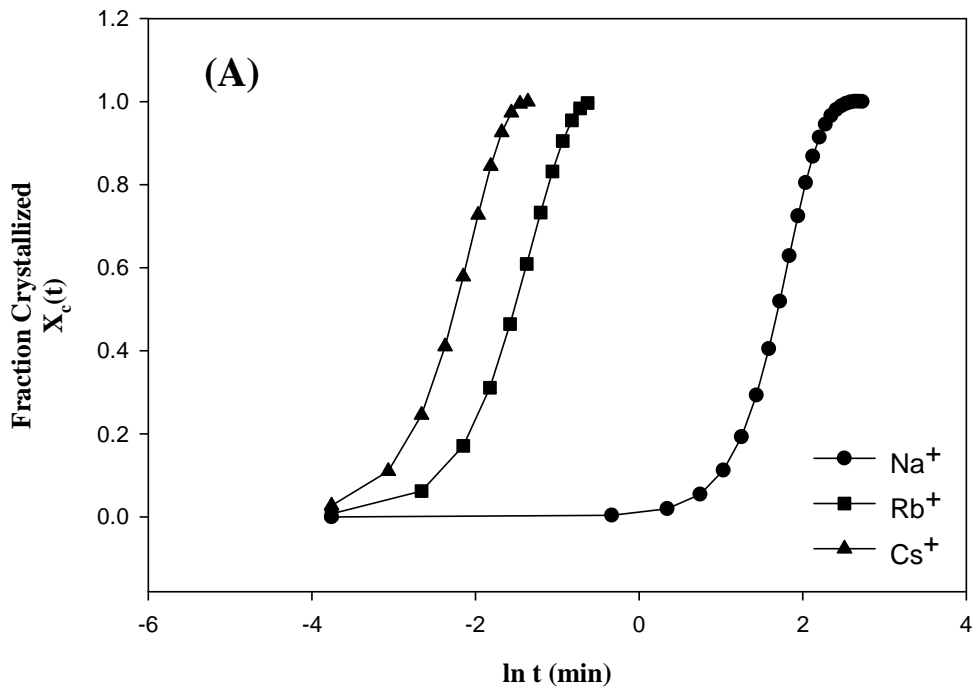 (A)
1.2
1.0
0.8
0.6
0.4
0.2
0.0
Fraction Crystallized
X_c(t)
-6
-4
-2
0
2
4
ln t (min)
Na⁺
Rb⁺
Cs⁺